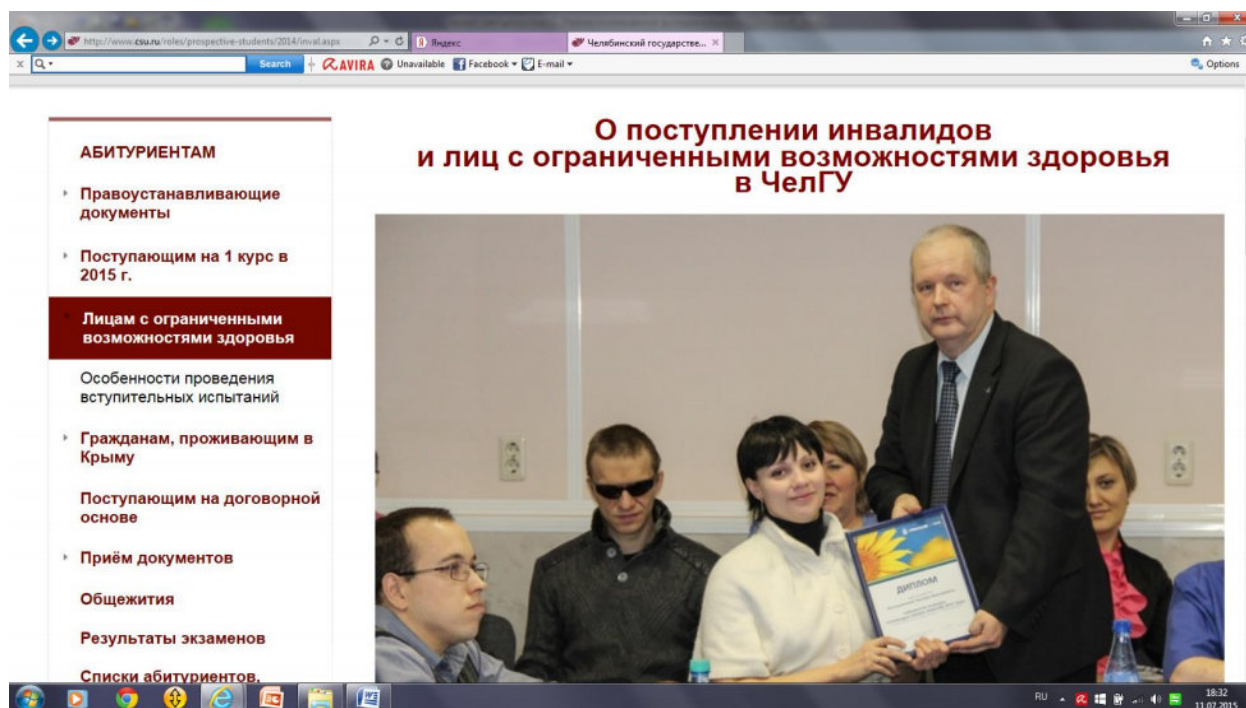 http://www.csu.ru/roles/prospective-students/2014/inval.aspx
Яндекс
Челябинский государстве...
Search
AVIRA
Unavailable
Facebook
E-mail
Options
О поступлении инвалидов
и лиц с ограниченными возможностями здоровья
в ЧелГУ
АБИТУРИЕНТАМ
Правоустанавливающие
документы
Поступающим на 1 курс в
2015 г.
Лицам с ограниченными
возможностями здоровья
Особенности проведения
вступительных испытаний
Гражданам, проживающим в
Крыму
Поступающим на договорной
основе
Приём документов
Общежития
Результаты экзаменов
Списки абитуриентов,
ДИПЛОМ
RU
18:32
11.07.2015